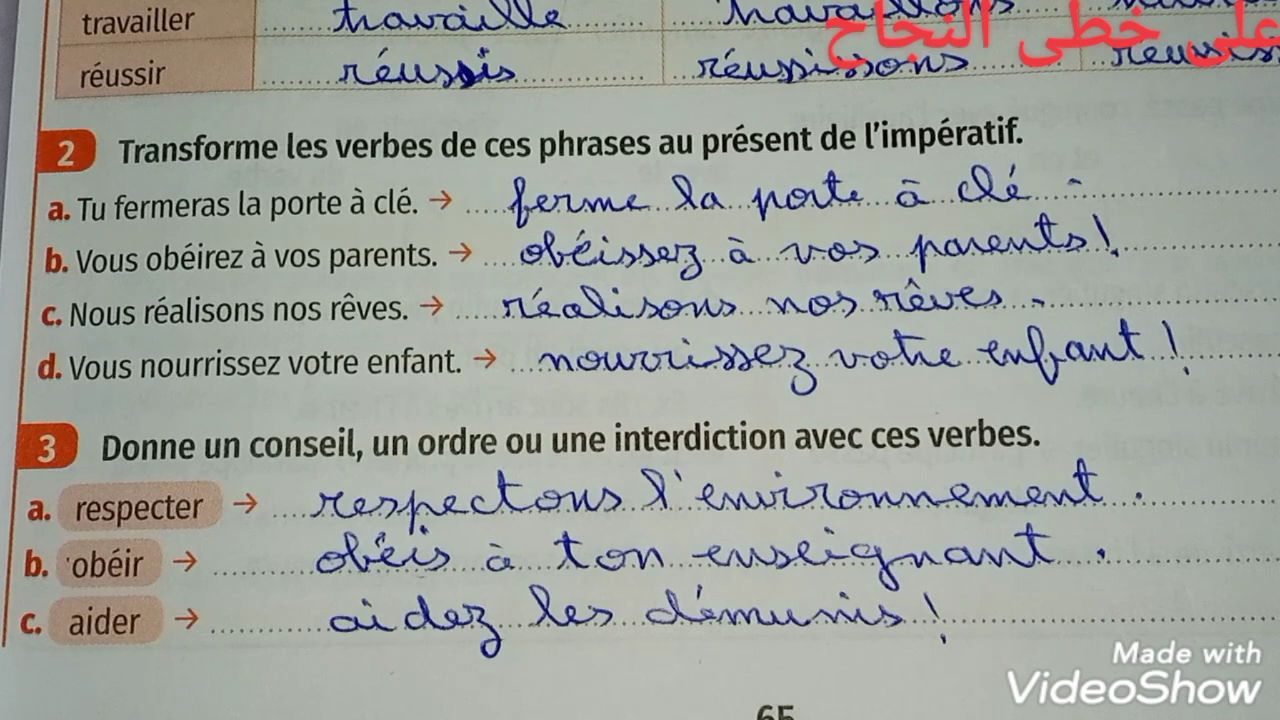 travailler ..... travaille
réussir ..... réussis ..... réussissons
على خطى النجاح
2 Transforme les verbes de ces phrases au présent de l'impératif.
a. Tu fermeras la porte à clé. → ferme la porte à clé .
b. Vous obéirez à vos parents. → obéissez à vos parents !
c. Nous réalisons nos rêves. → réalisons nos rêves .
d. Vous nourrissez votre enfant. → nourrissez votre enfant !
3 Donne un conseil, un ordre ou une interdiction avec ces verbes.
a. respecter → respectons l'environnement .
b. obéir → obéis à ton enseignant .
c. aider → aidez les démunis !
Made with
VideoShow
65